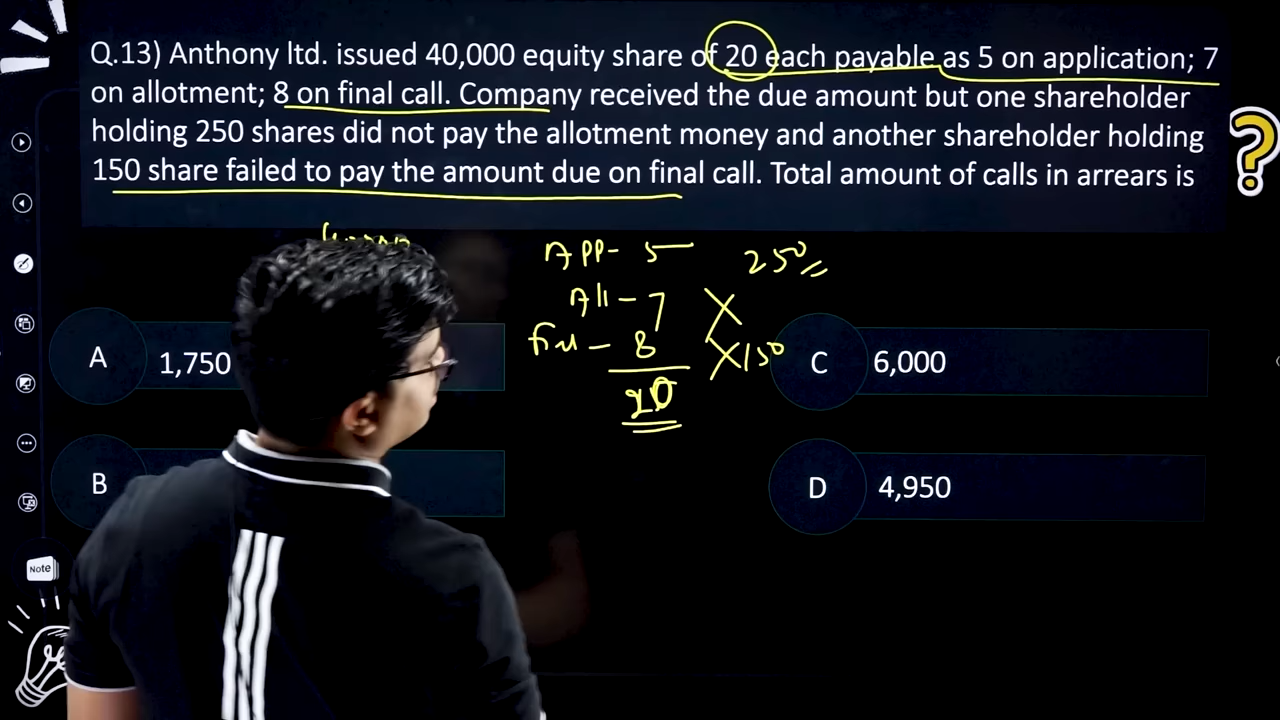 Q.13) Anthony ltd. issued 40,000 equity share of 20 each payable as 5 on application; 7
on allotment; 8 on final call. Company received the due amount but one shareholder
holding 250 shares did not pay the allotment money and another shareholder holding
150 share failed to pay the amount due on final call. Total amount of calls in arrears is
APP- 5 250
All - 7
- 8 150
20
A 1,750
C 6,000
B
D 4,950
Note